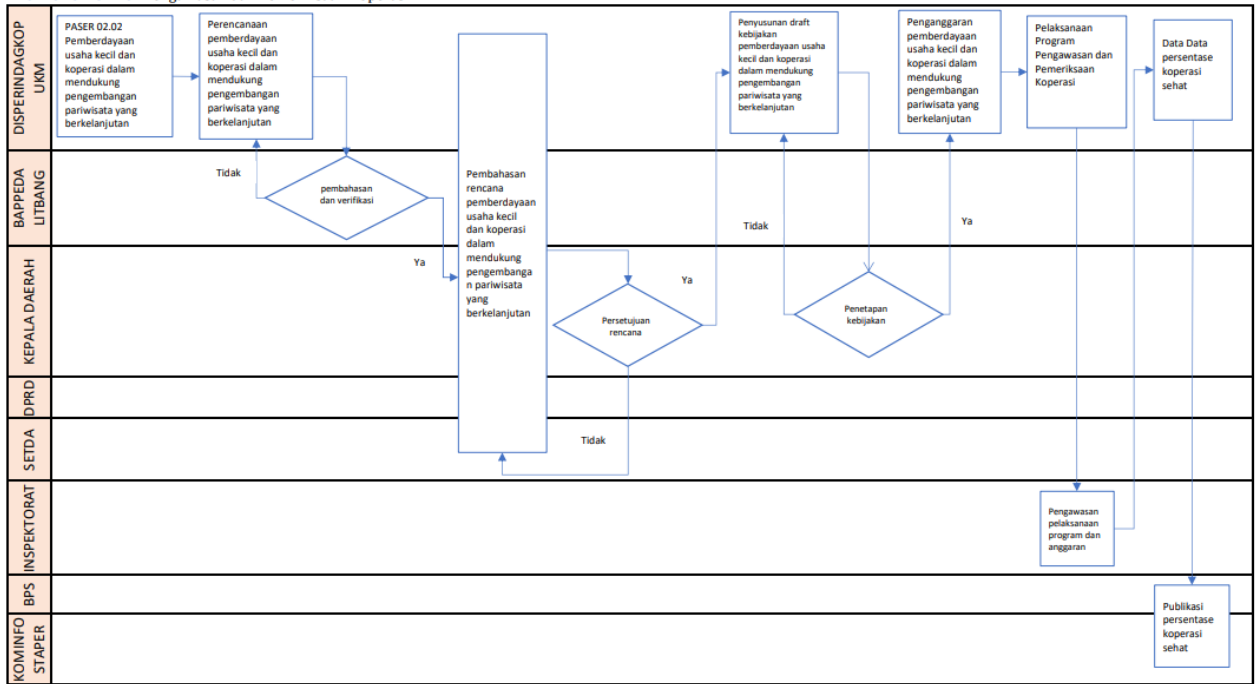 DISPERINDAGKOP
UKM
PASER 02.02
Pemberdayaan
usaha kecil dan
koperasi dalam
mendukung
pengembangan
pariwisata yang
berkelanjutan
Perencanaan
pemberdayaan
usaha kecil dan
koperasi dalam
mendukung
pengembangan
pariwisata yang
berkelanjutan
Penyusunan draft
kebijakan
pemberdayaan usaha
kecil dan koperasi
dalam mendukung
pengembangan
pariwisata yang
berkelanjutan
Penganggaran
pemberdayaan
usaha kecil dan
koperasi dalam
mendukung
pengembangan
pariwisata yang
berkelanjutan
Pelaksanaan
Program
Pengawasan dan
Pemeriksaan
Koperasi
Data Data
persentase
koperasi
sehat
BAPPEDA
LITBANG
Tidak
pembahasan
dan verifikasi
Ya
Pembahasan
rencana
pemberdayaan
usaha kecil
dan koperasi
dalam
mendukung
pengembanga
n pariwisata
yang
berkelanjutan
Tidak
Ya
KEPALA DAERAH
Persetujuan
rencana
Ya
Penetapan
kebijakan
DPRD
SETDA
Tidak
INSPEKTORAT
Pengawasan
pelaksanaan
program dan
anggaran
BPS
Publikasi
persentase
koperasi
sehat
KOMINFO
STAPER